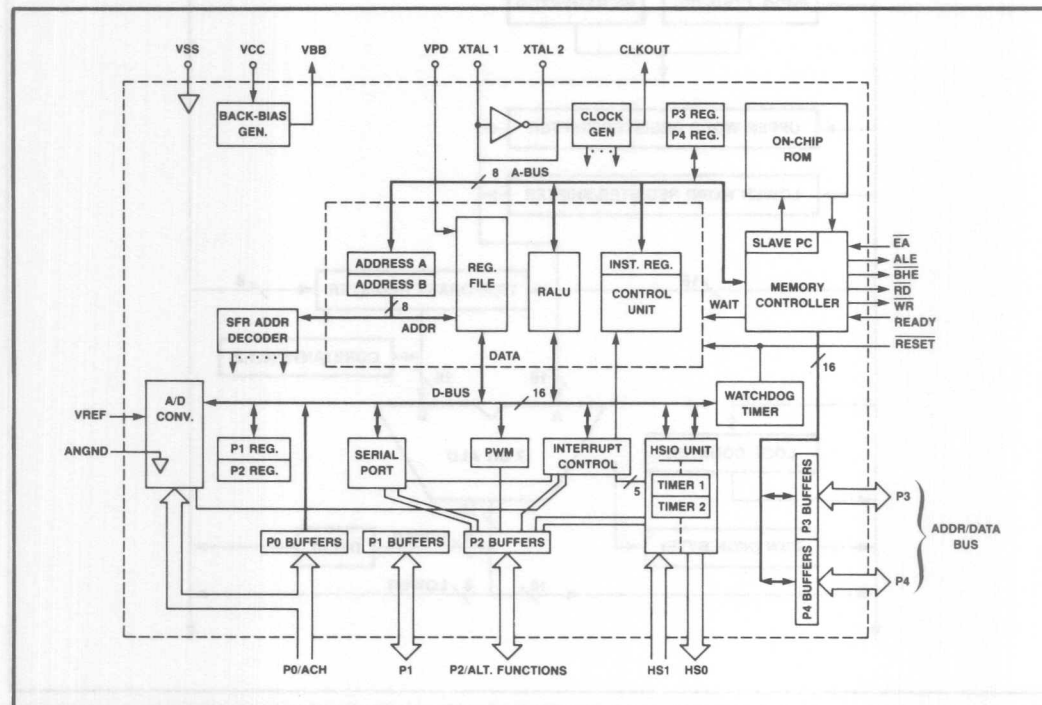 VSS VCC VBB VPD XTAL 1 XTAL 2 CLKOUT
BACK-BIAS
GEN.
CLOCK
GEN
P3 REG.
P4 REG.
ON-CHIP
ROM
8 A-BUS
ADDRESS A
ADDRESS B
8
ADDR
REG.
FILE
RALU
INST. REG.
CONTROL
UNIT
SLAVE PC
MEMORY
CONTROLLER
EA
ALE
BHE
RD
WR
READY
RESET
WAIT
16
SFR ADDR
DECODER
DATA
D-BUS
16
WATCHDOG
TIMER
A/D
CONV.
VREF
ANGND
P1 REG.
P2 REG.
SERIAL
PORT
PWM
INTERRUPT
CONTROL
5
HSIO UNIT
TIMER 1
TIMER 2
P0 BUFFERS
P1 BUFFERS
P2 BUFFERS
P3 BUFFERS
P4 BUFFERS
P3
P4
ADDR/DATA
BUS
P0/ACH P1 P2/ALT. FUNCTIONS HS1 HS0